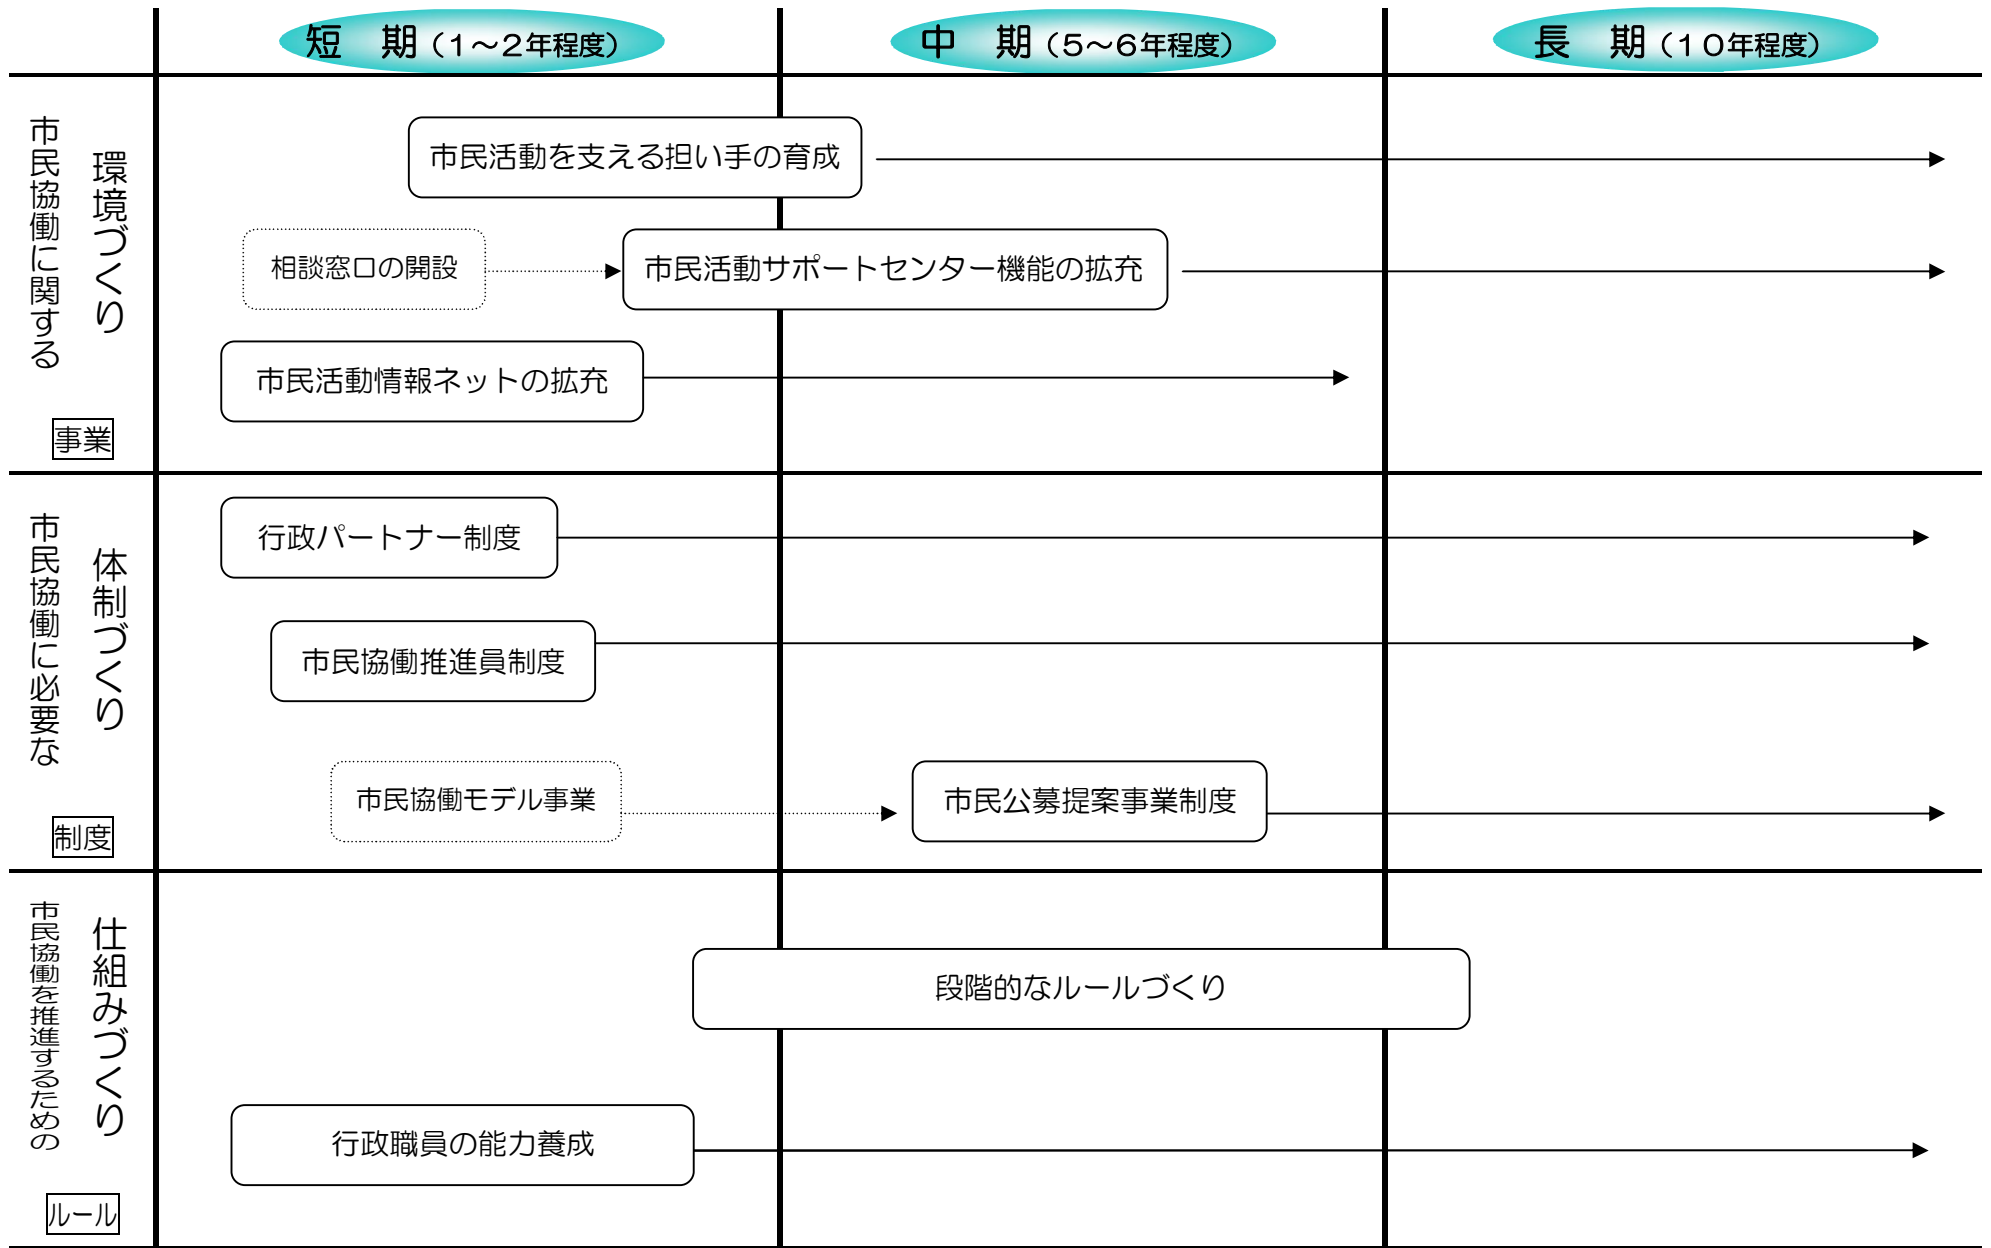 短　期（１～２年程度）
中　期（５～６年程度）
長　期（１０年程度）
市民協働に関する
環境づくり
事業
市民活動を支える担い手の育成
相談窓口の開設
市民活動サポートセンター機能の拡充
市民活動情報ネットの拡充
市民協働に必要な
体制づくり
制度
行政パートナー制度
市民協働推進員制度
市民協働モデル事業
市民公募提案事業制度
市民協働を推進するための
仕組みづくり
ルール
段階的なルールづくり
行政職員の能力養成